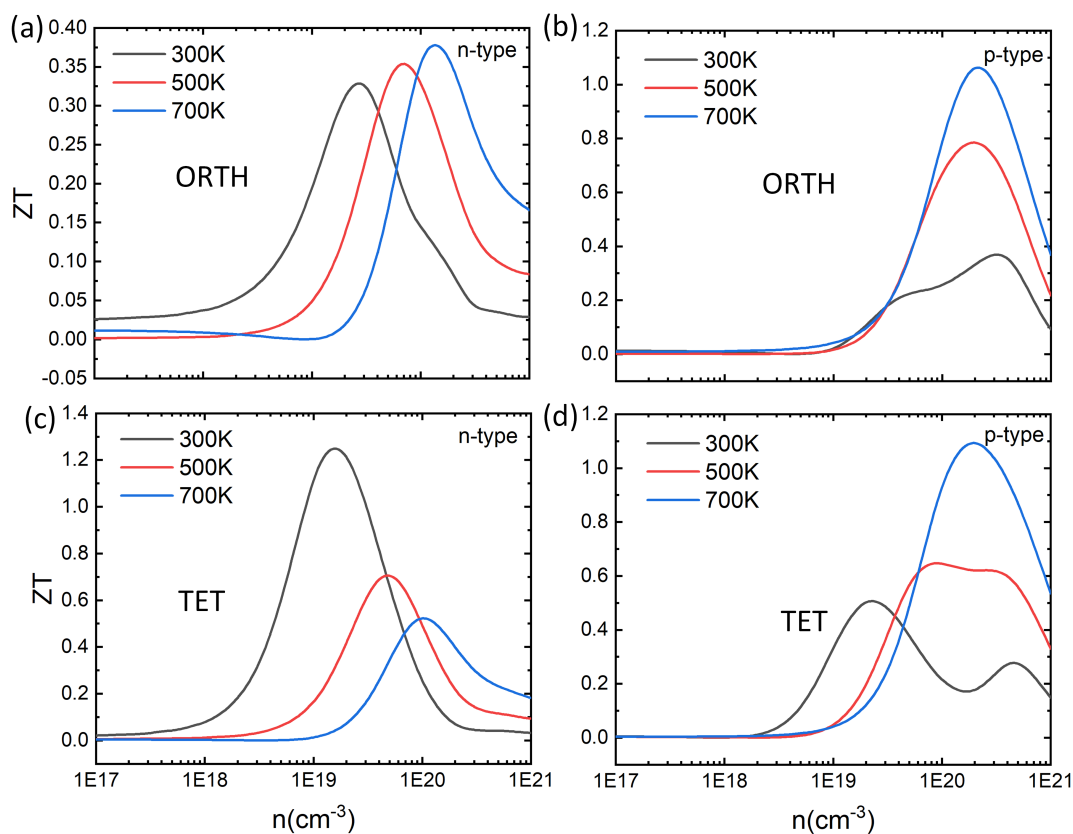 (a)
n-type
300K
500K
700K
ORTH
ZT
0.40
0.35
0.30
0.25
0.20
0.15
0.10
0.05
0.00
-0.05
(b)
p-type
300K
500K
700K
ORTH
1.2
1.0
0.8
0.6
0.4
0.2
0.0
(c)
n-type
300K
500K
700K
TET
ZT
1.4
1.2
1.0
0.8
0.6
0.4
0.2
0.0
1E17 1E18 1E19 1E20 1E21
n(cm⁻³)
(d)
p-type
300K
500K
700K
TET
1.2
1.0
0.8
0.6
0.4
0.2
0.0
1E17 1E18 1E19 1E20 1E21
n(cm⁻³)